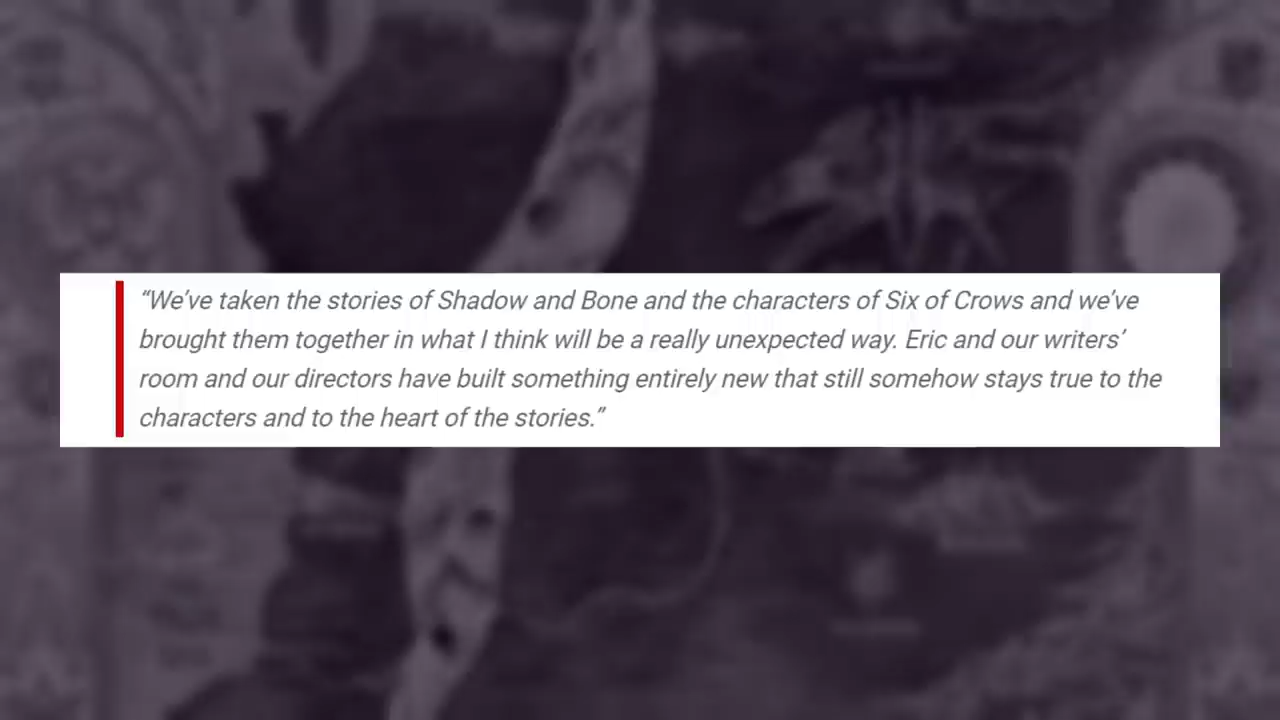 “We’ve taken the stories of Shadow and Bone and the characters of Six of Crows and we’ve
brought them together in what I think will be a really unexpected way. Eric and our writers’
room and our directors have built something entirely new that still somehow stays true to the
characters and to the heart of the stories.”